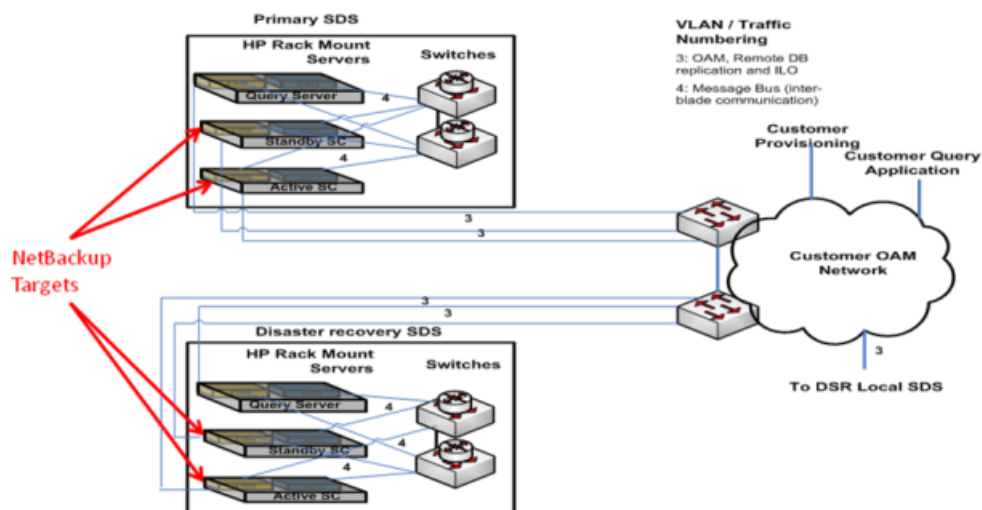 Primary SDS
HP Rack Mount
Servers
Switches
Query Server
4
Standby SC
4
Active SC
3
3
VLAN / Traffic
Numbering
3: OAM, Remote DB
replication and ILO
4: Message Bus (inter-
blade communication)
Customer
Provisioning
Customer Query
Application
Customer OAM
Network
3
To DSR Local SDS
NetBackup
Targets
3
3
Disaster recovery SDS
HP Rack Mount
Servers
Switches
Query Server
4
Standby SC
4
4
Active SC